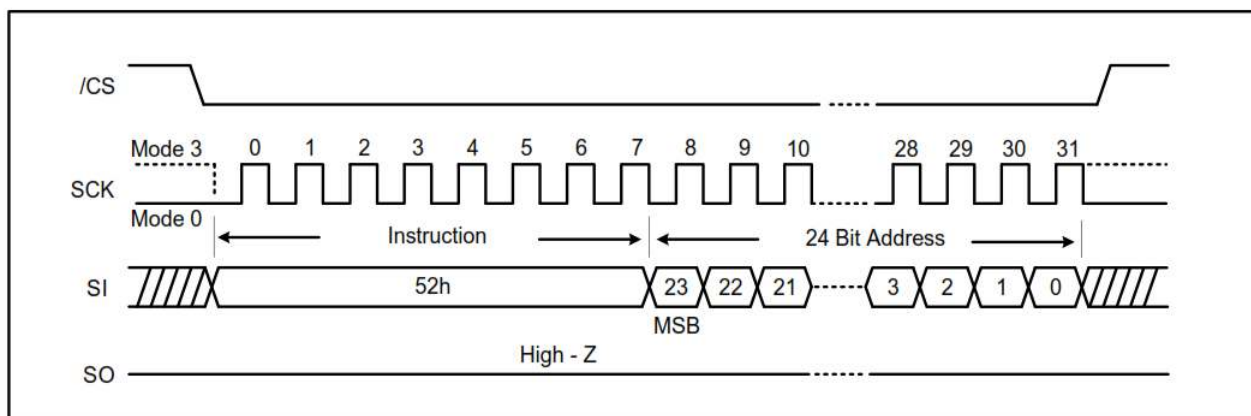 /CS
Mode 3 0 1 2 3 4 5 6 7 8 9 10 28 29 30 31
SCK
Mode 0
Instruction 24 Bit Address
SI 52h 23 22 21 3 2 1 0
MSB
High - Z
SO